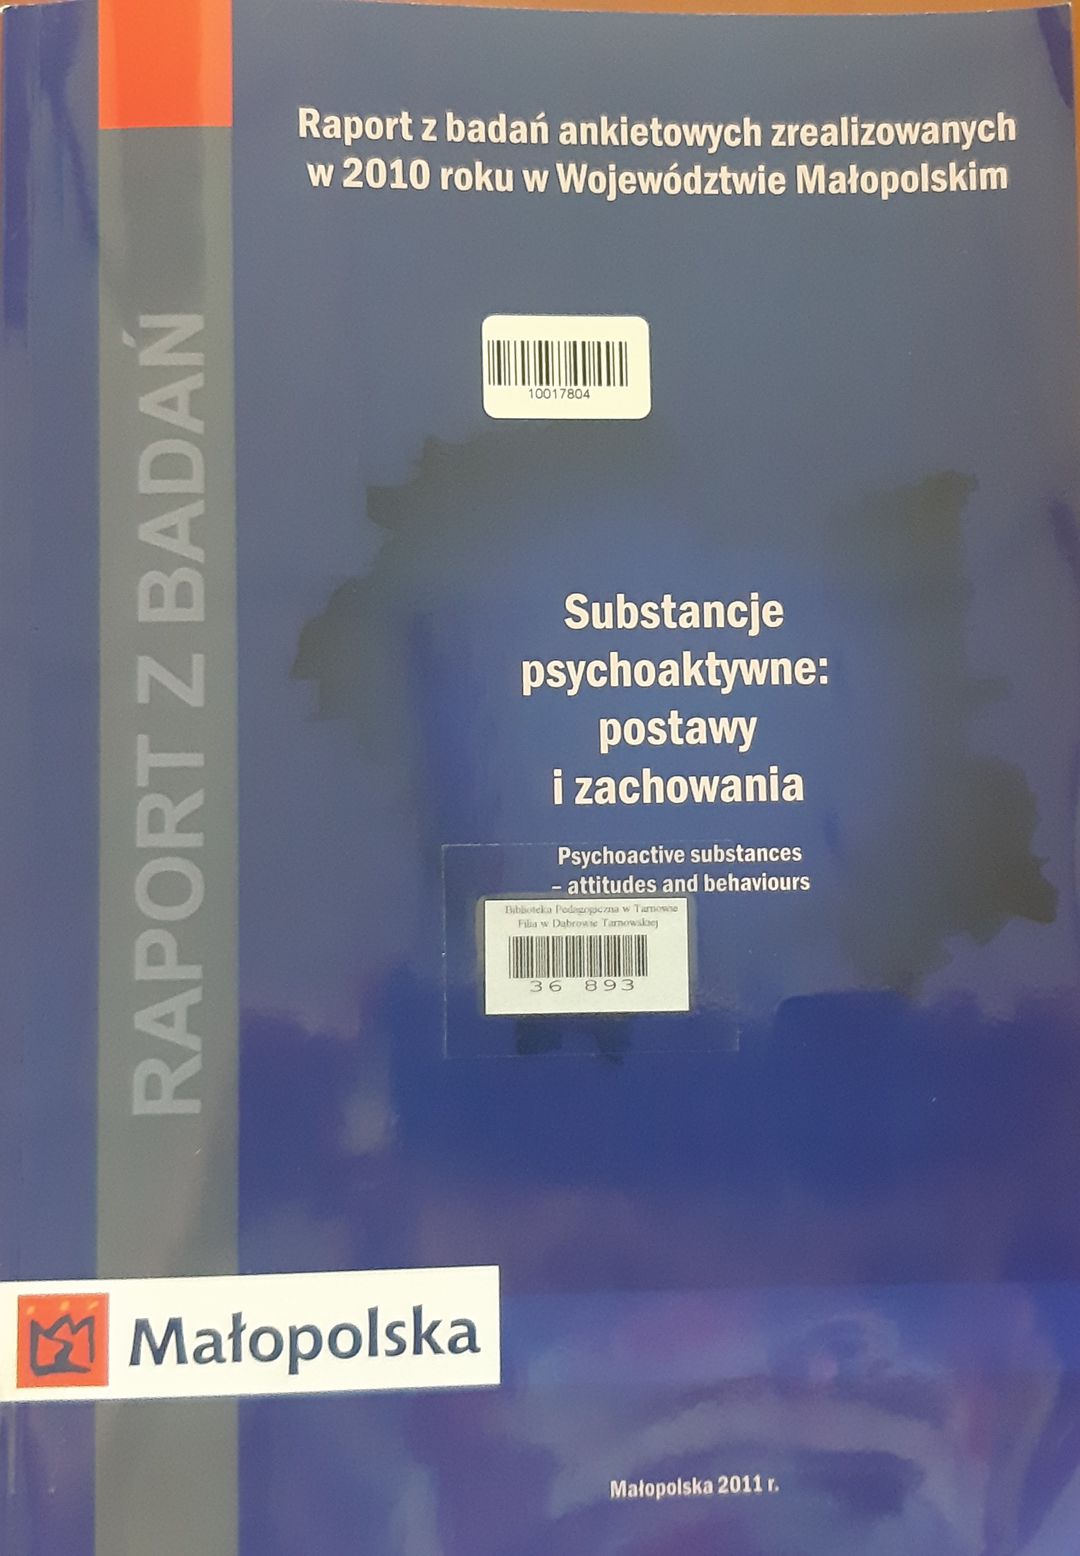 Raport z badań ankietowych zrealizowanych
w 2010 roku w Województwie Małopolskim
RAPORT Z BADAŃ
10017804
Substancje
psychoaktywne:
postawy
i zachowania
Psychoactive substances
– attitudes and behaviours
Biblioteka Pedagogiczna w Tarnowie
Filia w Dąbrowie Tarnowskiej
36 893
Małopolska
Małopolska 2011 r.